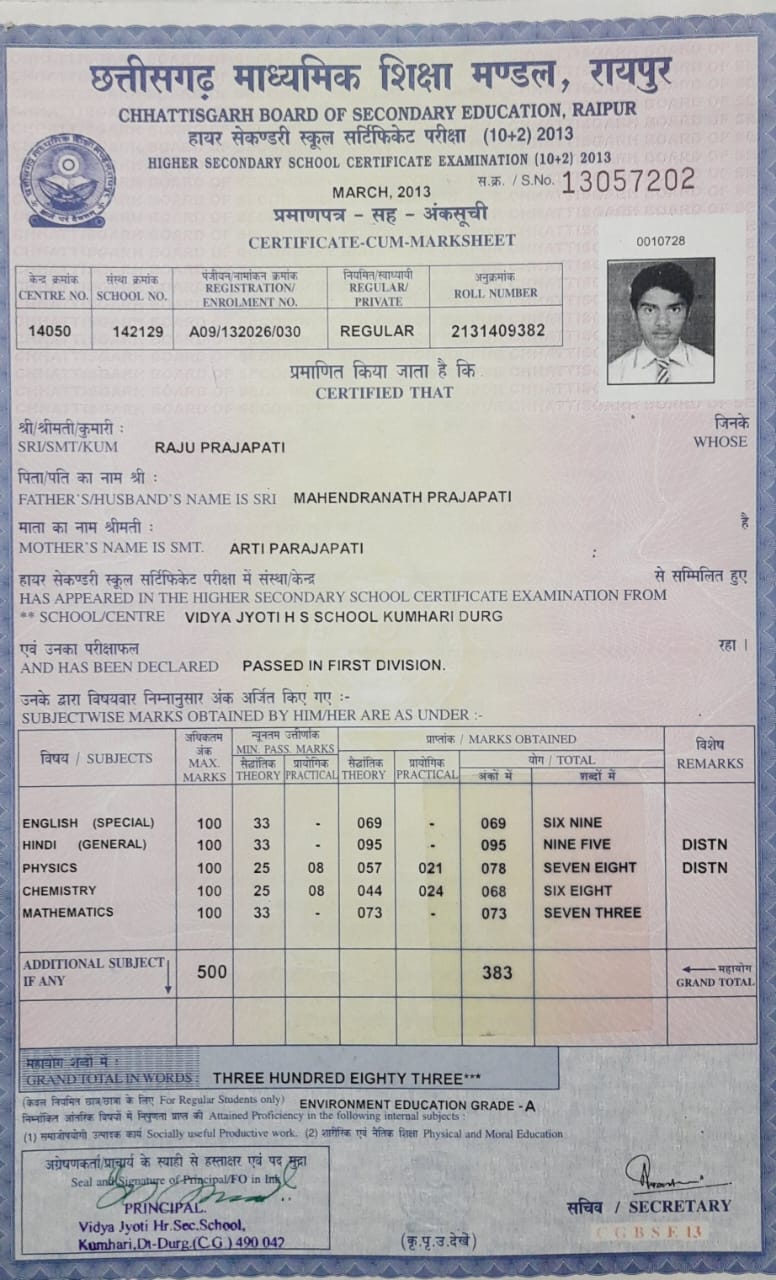 छत्तीसगढ़ माध्यमिक शिक्षा मण्डल, रायपुर
CHHATTISGARH BOARD OF SECONDARY EDUCATION, RAIPUR
हायर सेकण्डरी स्कूल सर्टिफिकेट परीक्षा (10+2) 2013
HIGHER SECONDARY SCHOOL CERTIFICATE EXAMINATION (10+2) 2013
MARCH, 2013
स.क्र. / S.No. 13057202
प्रमाणपत्र - सह - अंकसूची
CERTIFICATE-CUM-MARKSHEET
0010728
केन्द्र क्रमांक संस्था क्रमांक पंजीयन/नामांकन क्रमांक नियमित/स्वाध्यायी अनुक्रमांक
CENTRE NO. SCHOOL NO. REGISTRATION/ ENROLMENT NO. REGULAR/ PRIVATE ROLL NUMBER
14050 142129 A09/132026/030 REGULAR 2131409382
प्रमाणित किया जाता है कि
CERTIFIED THAT
श्री/श्रीमती/कुमारी : जिनके
SRI/SMT/KUM RAJU PRAJAPATI WHOSE
पिता/पति का नाम श्री :
FATHER'S/HUSBAND'S NAME IS SRI MAHENDRANATH PRAJAPATI
माता का नाम श्रीमती : है
MOTHER'S NAME IS SMT. ARTI PARAJAPATI :
हायर सेकण्डरी स्कूल सर्टिफिकेट परीक्षा में संस्था/केन्द्र से सम्मिलित हुए
HAS APPEARED IN THE HIGHER SECONDARY SCHOOL CERTIFICATE EXAMINATION FROM
** SCHOOL/CENTRE VIDYA JYOTI H S SCHOOL KUMHARI DURG
एवं उनका परीक्षाफल रहा ।
AND HAS BEEN DECLARED PASSED IN FIRST DIVISION.
उनके द्वारा विषयवार निम्नानुसार अंक अर्जित किए गए :-
SUBJECTWISE MARKS OBTAINED BY HIM/HER ARE AS UNDER :-
विषय / SUBJECTS अधिकतम अंक MAX. MARKS न्यूनतम उत्तीर्णांक MIN. PASS. MARKS प्राप्तांक / MARKS OBTAINED विशेष REMARKS
सैद्धांतिक THEORY प्रायोगिक PRACTICAL सैद्धांतिक THEORY प्रायोगिक PRACTICAL योग / TOTAL
अंकों में शब्दों में
ENGLISH (SPECIAL) 100 33 - 069 - 069 SIX NINE
HINDI (GENERAL) 100 33 - 095 - 095 NINE FIVE DISTN
PHYSICS 100 25 08 057 021 078 SEVEN EIGHT DISTN
CHEMISTRY 100 25 08 044 024 068 SIX EIGHT
MATHEMATICS 100 33 - 073 - 073 SEVEN THREE
ADDITIONAL SUBJECT IF ANY 500 383 महायोग GRAND TOTAL
महायोग शब्दों में :
GRAND TOTAL IN WORDS : THREE HUNDRED EIGHTY THREE***
(केवल नियमित छात्र/छात्रा के लिए For Regular Students only) ENVIRONMENT EDUCATION GRADE - A
निम्नांकित आंतरिक विषयों में निपुणता प्राप्त की Attained Proficiency in the following internal subjects :
(1) समाजोपयोगी उत्पादक कार्य Socially useful Productive work. (2) शारीरिक एवं नैतिक शिक्षा Physical and Moral Education
अग्रेषणकर्ता/प्राचार्य के स्याही से हस्ताक्षर एवं पद मुद्रा
Seal and Signature of Principal/FO in Ink
PRINCIPAL.
Vidya Jyoti Hr.Sec.School,
Kumhari,Dt-Durg.(C.G.) 490 042
सचिव / SECRETARY
C G B S E 13
(कृ.पृ.उ.देखें)